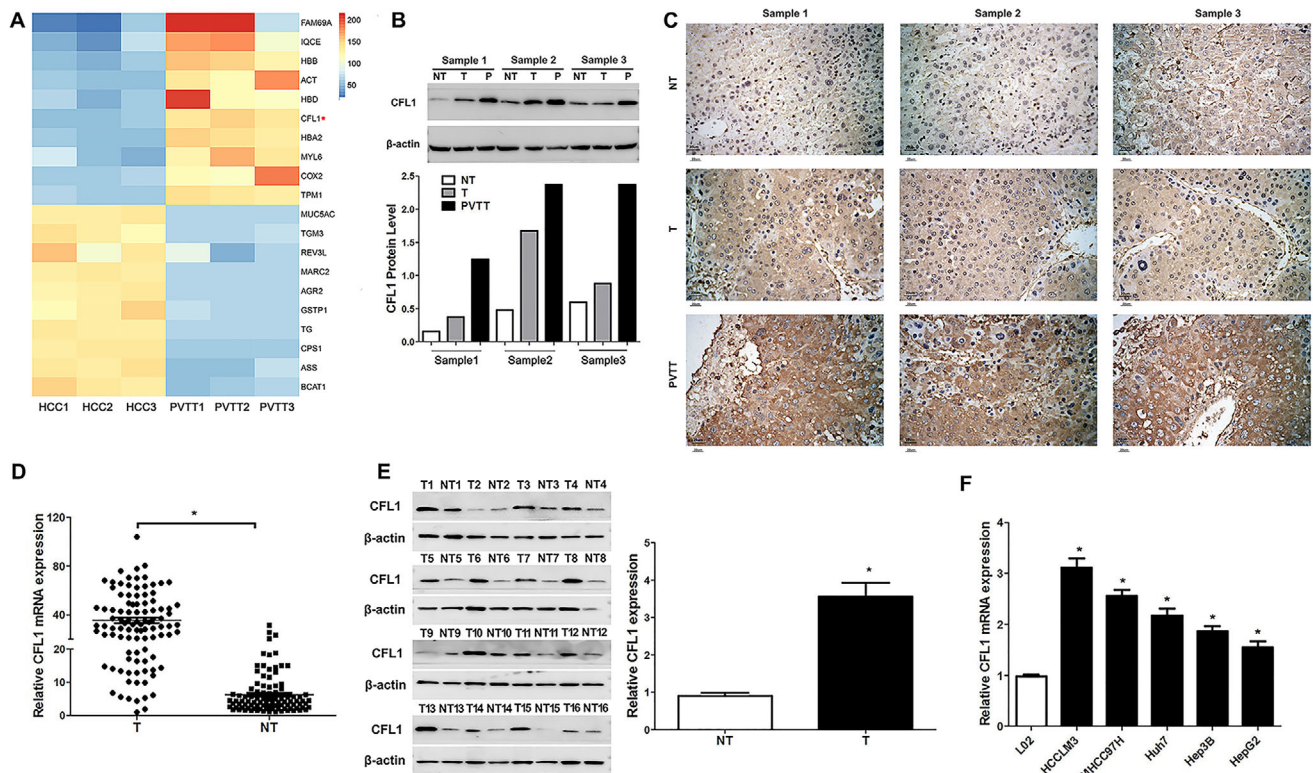 A
FAM69A
IQCE
HBB
ACT
HBD
CFL1*
HBA2
MYL6
COX2
TPM1
MUC5AC
TGM3
REV3L
MARC2
AGR2
GSTP1
TG
CPS1
ASS
BCAT1
200
150
100
50
HCC1 HCC2 HCC3 PVTT1 PVTT2 PVTT3
B
Sample 1 Sample 2 Sample 3
NT T P NT T P NT T P
CFL1
β-actin
CFL1 Protein Level
2.5
2.0
1.5
1.0
0.5
0.0
NT
T
PVTT
Sample1 Sample2 Sample3
C
Sample 1 Sample 2 Sample 3
NT
T
PVTT
D
Relative CFL1 mRNA expression
120
80
40
20
10
0
*
T NT
E
T1 NT1 T2 NT2 T3 NT3 T4 NT4
CFL1
β-actin
T5 NT5 T6 NT6 T7 NT7 T8 NT8
CFL1
β-actin
T9 NT9 T10 NT10 T11 NT11 T12 NT12
CFL1
β-actin
T13 NT13 T14 NT14 T15 NT15 T16 NT16
CFL1
β-actin
Relative CFL1 expression
5
4
3
2
1
0
*
NT T
F
Relative CFL1 mRNA expression
4
3
2
1
0
* * * * *
L02 HCCLM3 MHCC97H Huh7 Hep3B HepG2